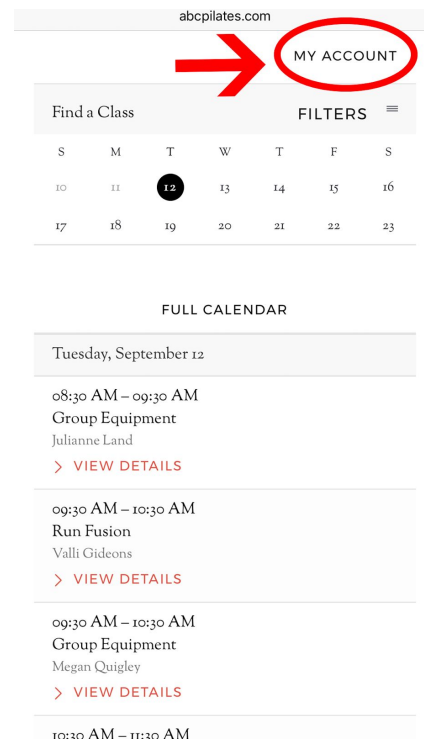 abcpilates.com
MY ACCOUNT
Find a Class FILTERS
S M T W T F S
10 11 12 13 14 15 16
17 18 19 20 21 22 23
FULL CALENDAR
Tuesday, September 12
08:30 AM – 09:30 AM
Group Equipment
Julianne Land
VIEW DETAILS
09:30 AM – 10:30 AM
Run Fusion
Valli Gideons
VIEW DETAILS
09:30 AM – 10:30 AM
Group Equipment
Megan Quigley
VIEW DETAILS
10:30 AM – 11:30 AM